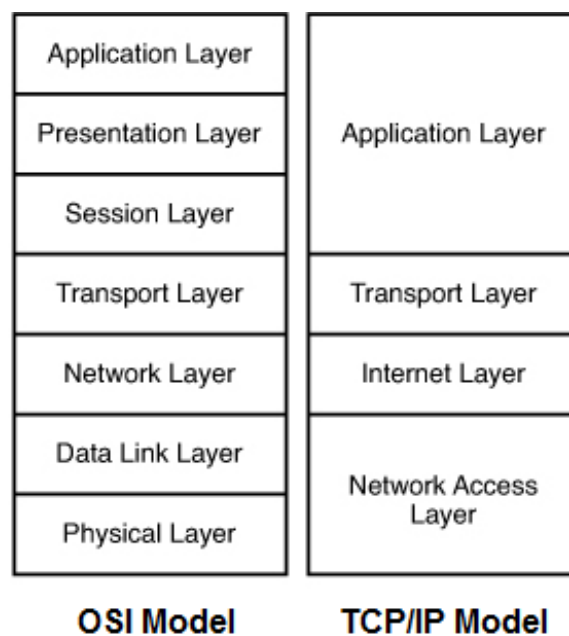 Application Layer
Presentation Layer
Session Layer
Transport Layer
Network Layer
Data Link Layer
Physical Layer
OSI Model
Application Layer
Transport Layer
Internet Layer
Network Access
Layer
TCP/IP Model